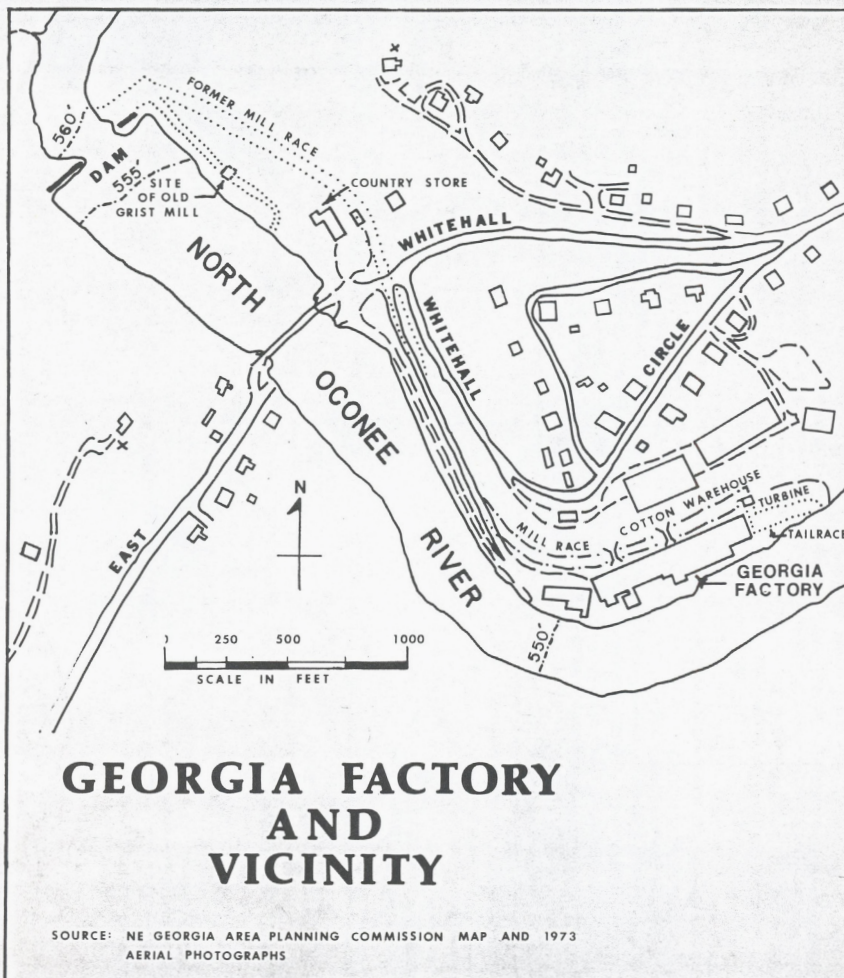 FORMER MILL RACE
560'
DAM
555'
SITE
OF OLD
GRIST MILL
COUNTRY STORE
WHITEHALL
NORTH
WHITEHALL
CIRCLE
OCONEE
COTTON WAREHOUSE
TURBINE
N
MILL RACE
TAILRACE
EAST
RIVER
GEORGIA
FACTORY
550'
0 250 500 1000
SCALE IN FEET
GEORGIA FACTORY
AND
VICINITY
SOURCE: NE GEORGIA AREA PLANNING COMMISSION MAP AND 1973
AERIAL PHOTOGRAPHS